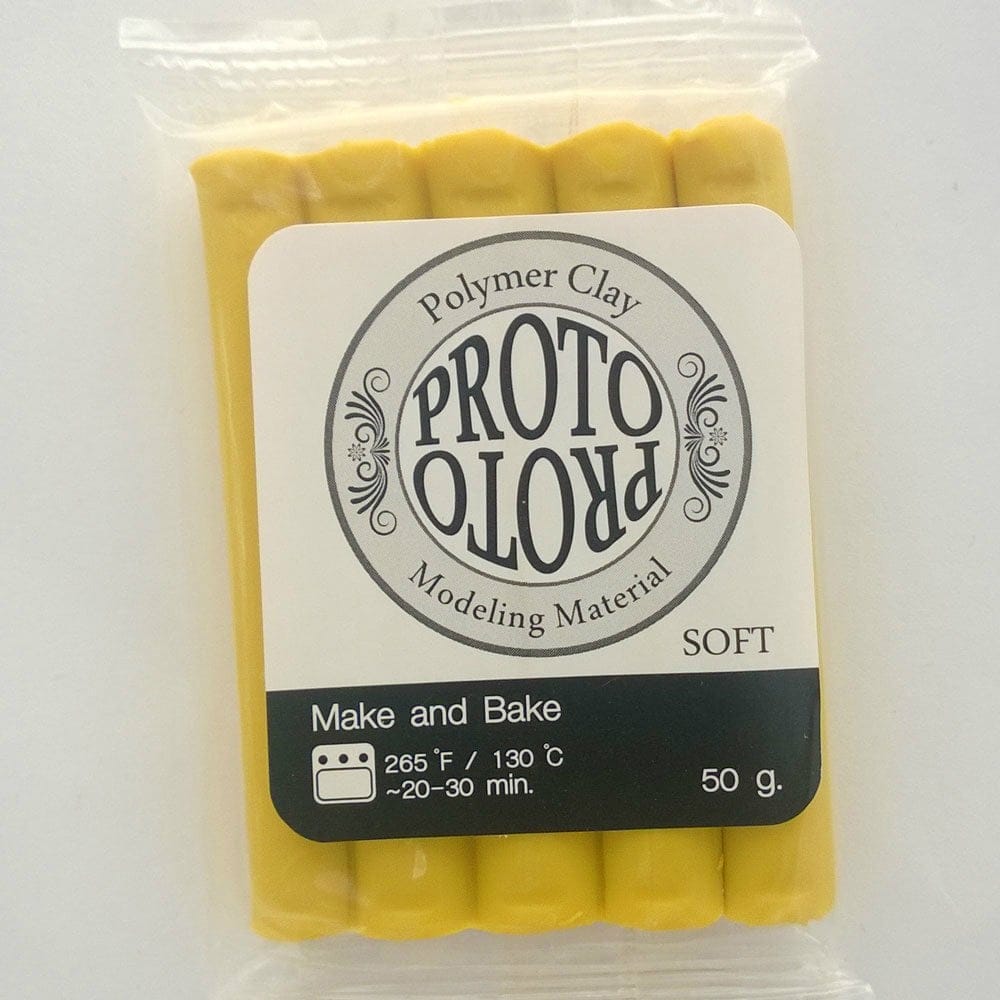 Polymer Clay
PROTO
PROTO
Modeling Material
SOFT
Make and Bake
265 °F / 130 °C
~20-30 min.
50 g.